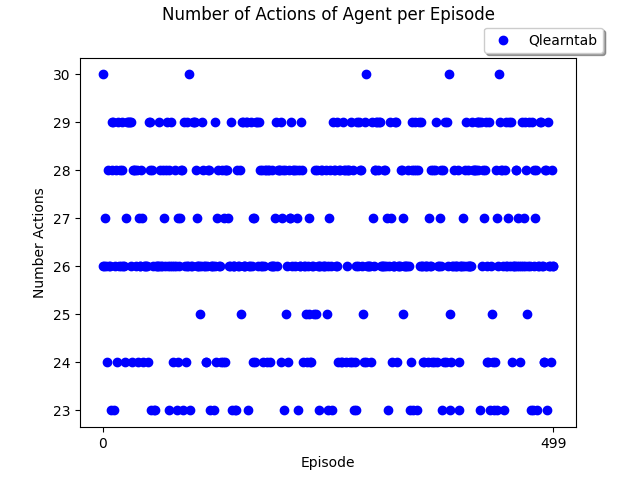 Number of Actions of Agent per Episode
Qlearntab
30
29
28
27
26
25
24
23
Number Actions
0
499
Episode